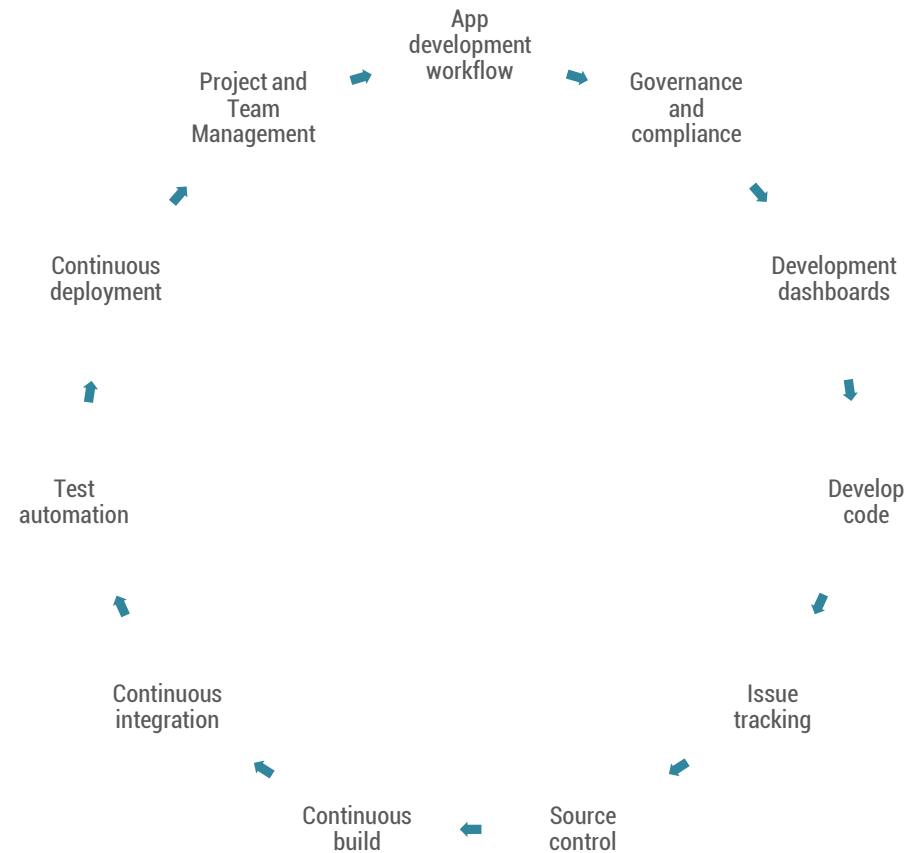 App
development
workflow
Governance
and
compliance
Development
dashboards
Develop
code
Issue
tracking
Source
control
Continuous
build
Continuous
integration
Test
automation
Continuous
deployment
Project and
Team
Management